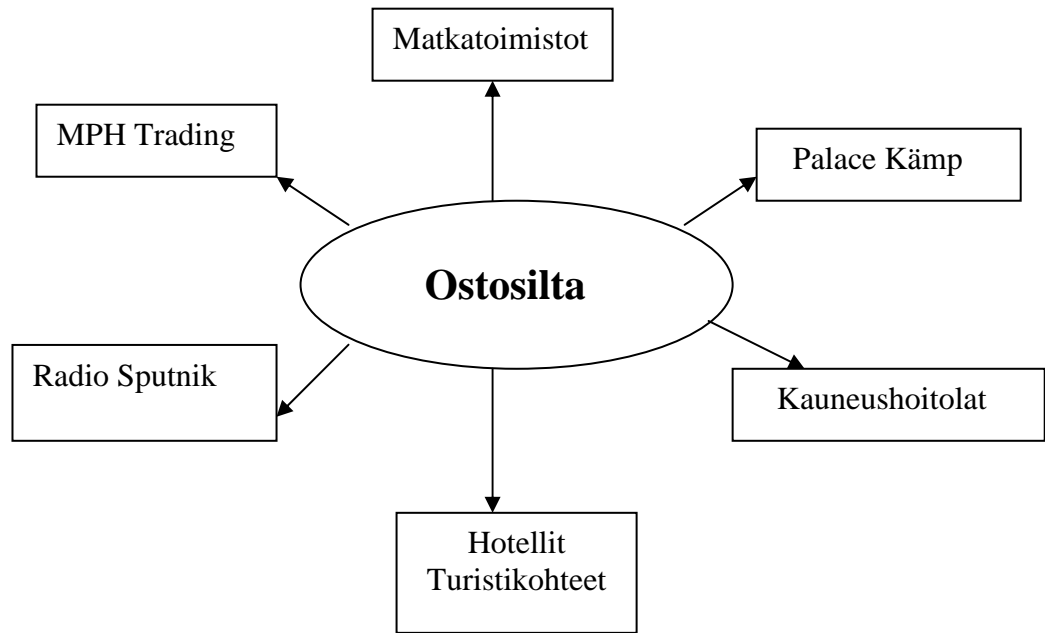 Matkatoimistot
MPH Trading
Palace Kämp
Ostosilta
Radio Sputnik
Kauneushoitolat
Hotellit
Turistikohteet